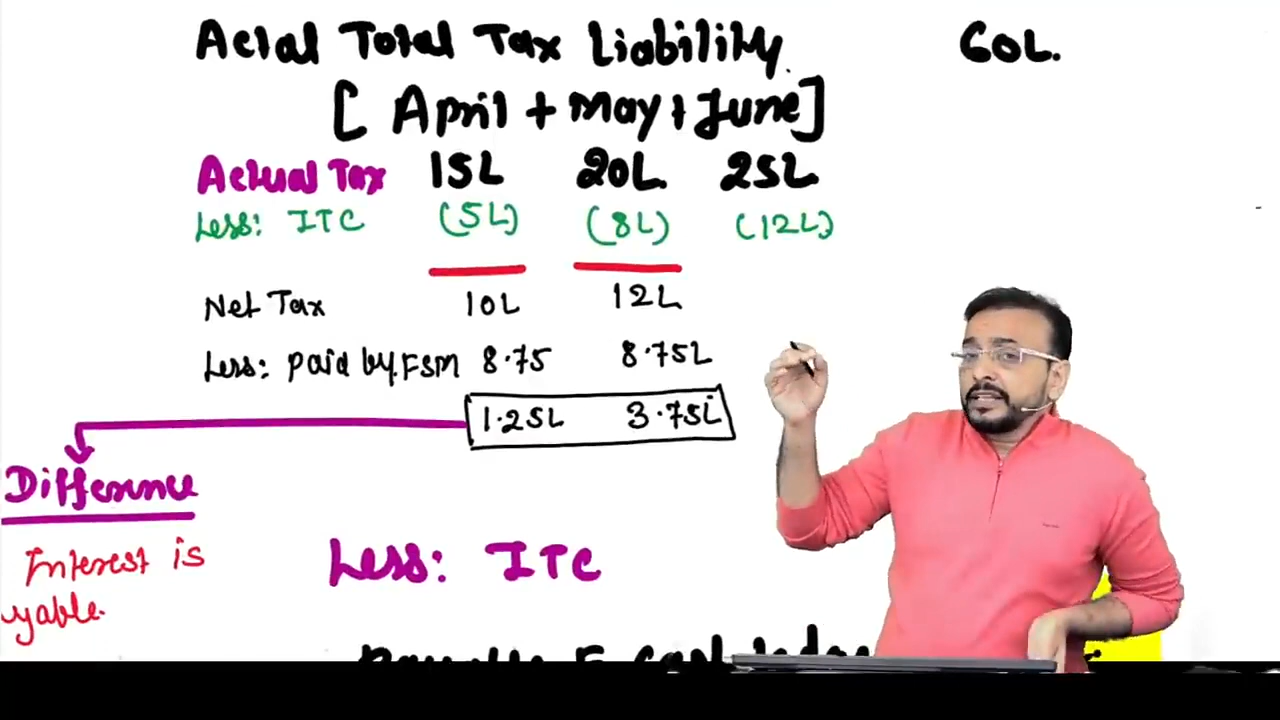 Actal Total Tax Liability. 60L.
[ April + May + June ]
Actual Tax 15L 20L. 25L
Less: ITC (5L) (8L) (12L)
Net Tax 10L 12L
Less: Paid by FSM 8.75 8.75L
1.25L 3.75L
Difference
Interest is
yable.
Less: ITC